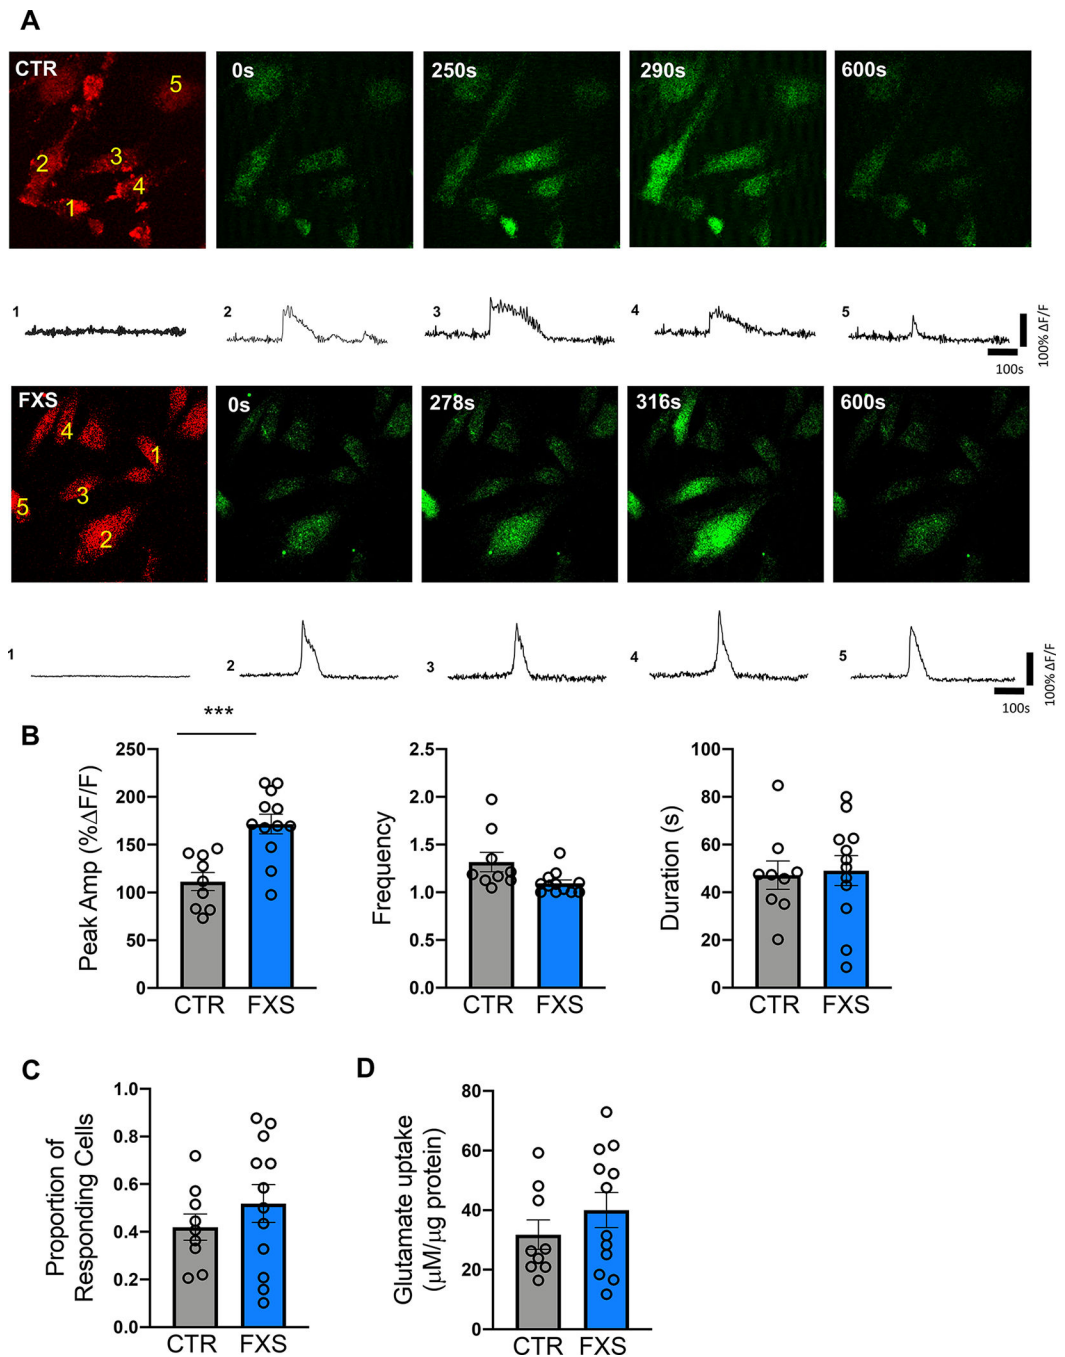 A
CTR
5
2
3
4
1
0s
250s
290s
600s
1
2
3
4
5
100% ΔF/F
100s
FXS
4
1
3
5
2
0s
278s
316s
600s
1
2
3
4
5
100% ΔF/F
100s
B
***
Peak Amp (%ΔF/F)
250
200
150
100
50
0
CTR FXS
Frequency
2.5
2.0
1.5
1.0
0.5
0.0
CTR FXS
Duration (s)
100
80
60
40
20
0
CTR FXS
C
Proportion of
Responding Cells
1.0
0.8
0.6
0.4
0.2
0.0
CTR FXS
D
Glutamate uptake
(μM/μg protein)
80
60
40
20
0
CTR FXS